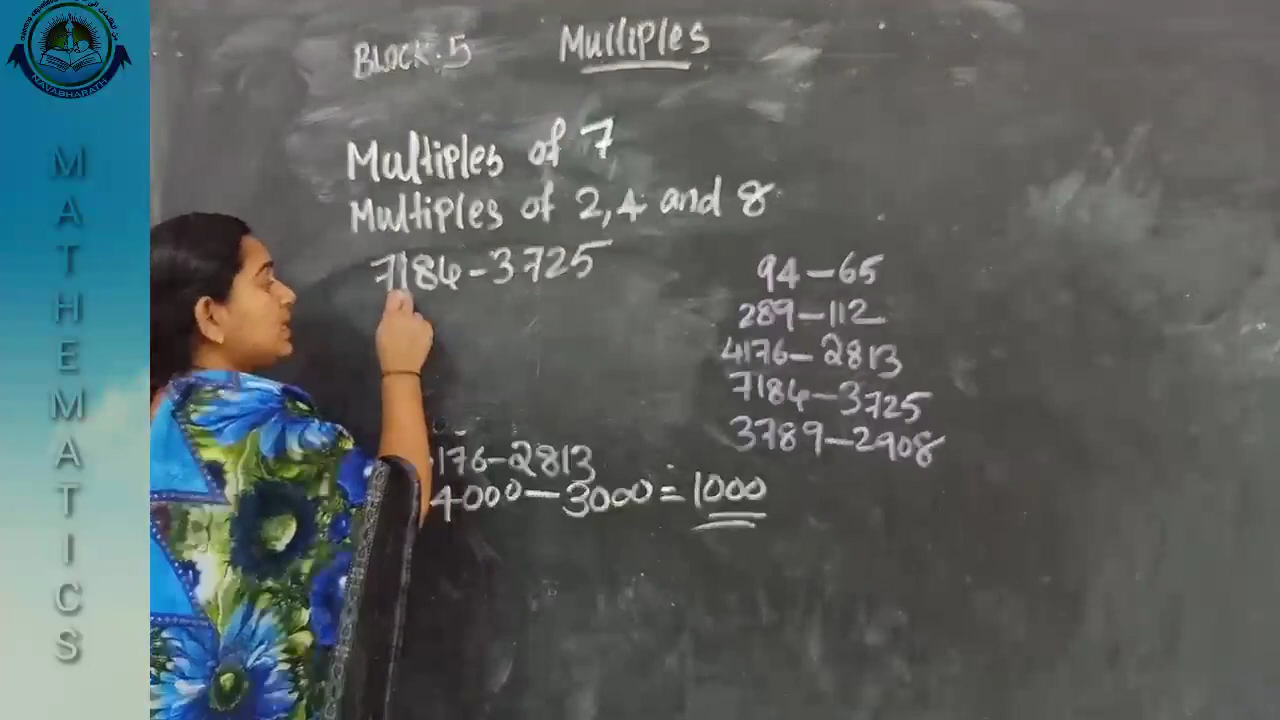 NAVABHARATH
MATHEMATICS
BLOCK:5
Multiples
Multiples of 7
Multiples of 2,4 and 8
7184-3725
94-65
289-112
4176-2813
7184-3725
3789-2908
176-2813
4000-3000=1000